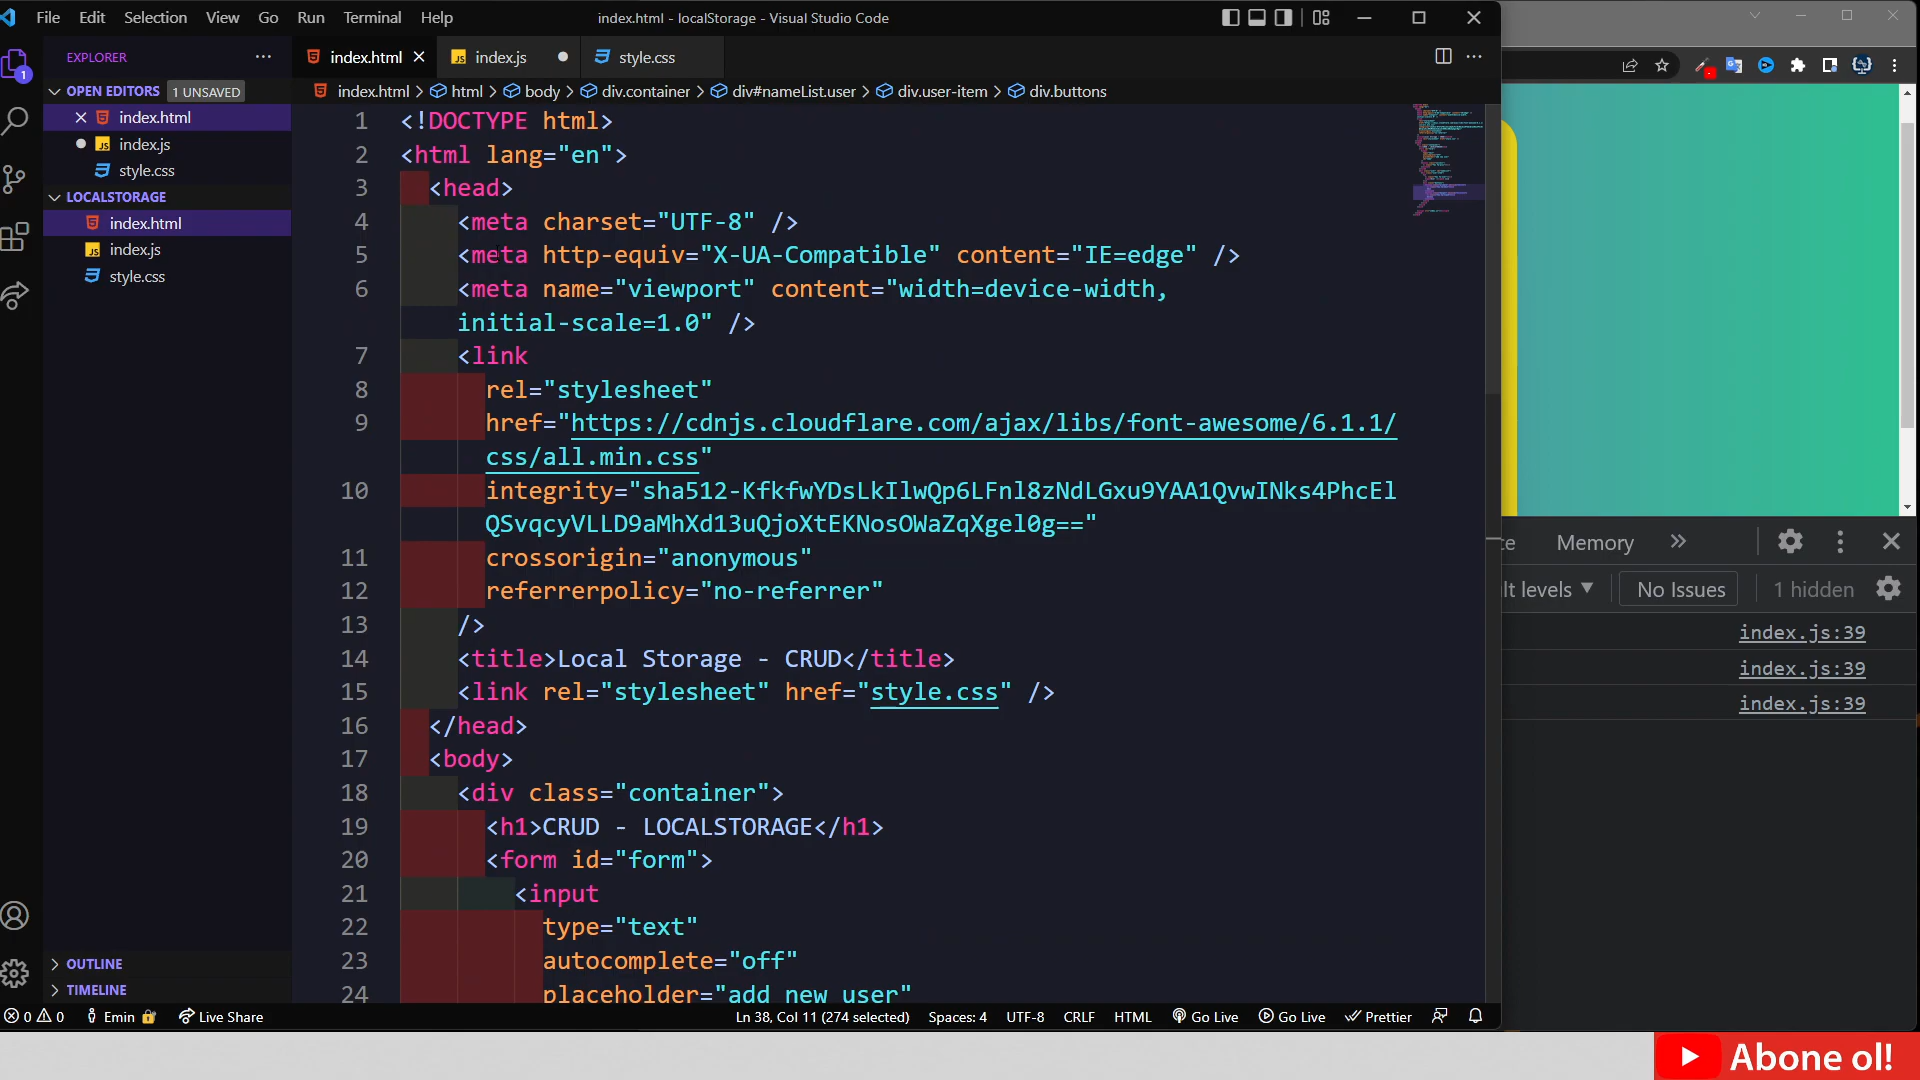 File Edit Selection View Go Run Terminal Help
index.html - localStorage - Visual Studio Code
1
EXPLORER
OPEN EDITORS 1 UNSAVED
index.html
index.js
style.css
LOCALSTORAGE
index.html
index.js
style.css
OUTLINE
TIMELINE
index.html index.js style.css
index.html > html > body > div.container > div#nameList.user > div.user-item > div.buttons
1 <!DOCTYPE html>
2 <html lang="en">
3 <head>
4 <meta charset="UTF-8" />
5 <meta http-equiv="X-UA-Compatible" content="IE=edge" />
6 <meta name="viewport" content="width=device-width,
initial-scale=1.0" />
7 <link
8 rel="stylesheet"
9 href="https://cdnjs.cloudflare.com/ajax/libs/font-awesome/6.1.1/
css/all.min.css"
10 integrity="sha512-KfkfwYDsLkIlwQp6LFnl8zNdLGxu9YAA1QvwINks4PhcEl
QSvqcyVLLD9aMhXd13uQjoXtEKNosOWaZqXgel0g=="
11 crossorigin="anonymous"
12 referrerpolicy="no-referrer"
13 />
14 <title>Local Storage - CRUD</title>
15 <link rel="stylesheet" href="style.css" />
16 </head>
17 <body>
18 <div class="container">
19 <h1>CRUD - LOCALSTORAGE</h1>
20 <form id="form">
21 <input
22 type="text"
23 autocomplete="off"
24 placeholder="add new user"
Memory
lt levels No Issues 1 hidden
index.js:39
index.js:39
index.js:39
0 0 Emin Live Share Ln 38, Col 11 (274 selected) Spaces: 4 UTF-8 CRLF HTML Go Live Go Live Prettier
Abone ol!